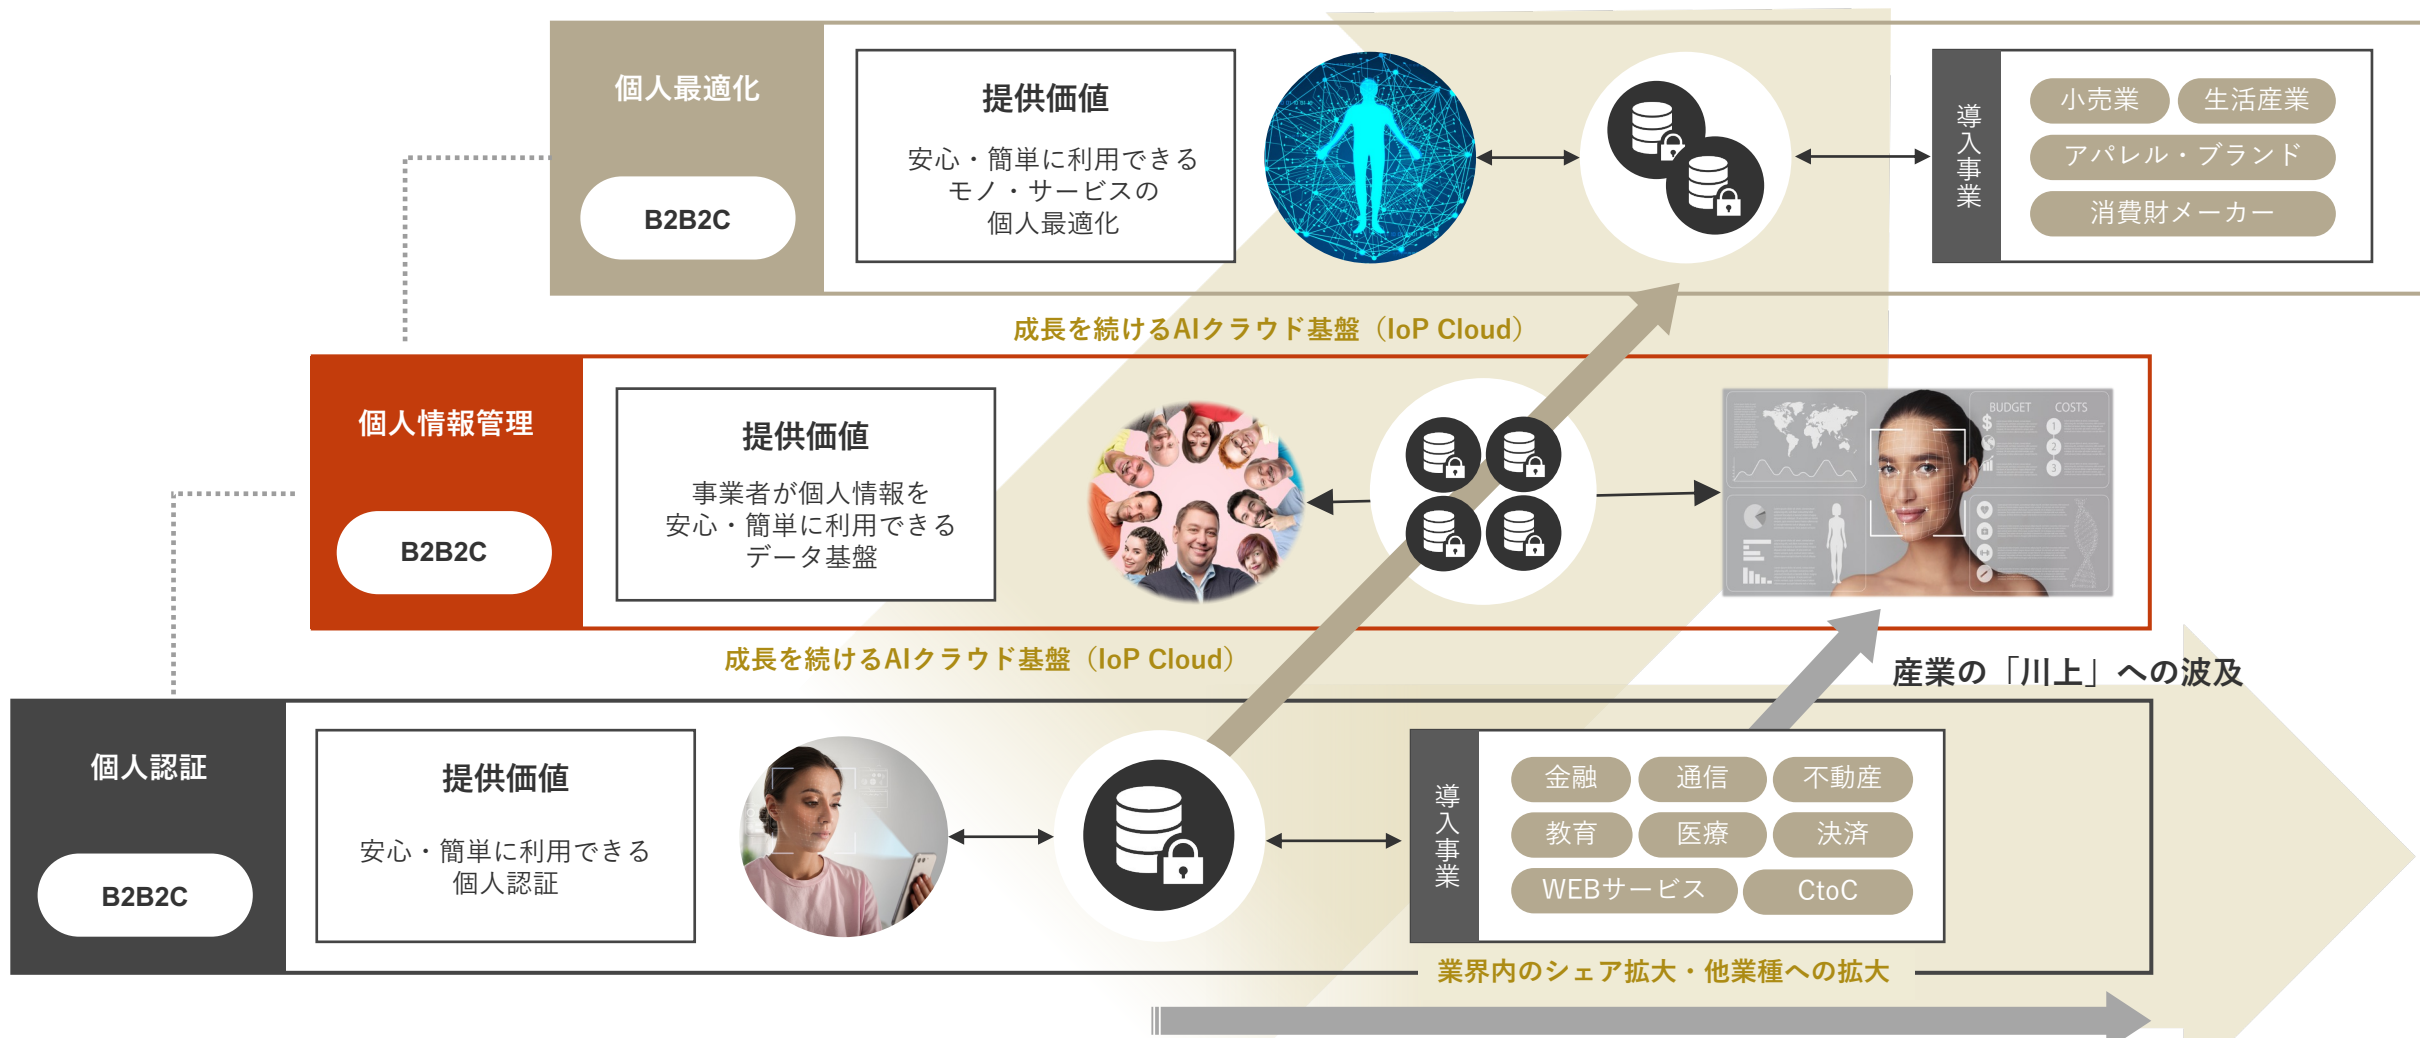 個人最適化
B2B2C
提供価値
安心・簡単に利用できる
モノ・サービスの
個人最適化
導入事業
小売業
生活産業
アパレル・ブランド
消費財メーカー
成長を続けるAIクラウド基盤（IoP Cloud）
個人情報管理
B2B2C
提供価値
事業者が個人情報を
安心・簡単に利用できる
データ基盤
BUDGET
COSTS
$
1
2
3
成長を続けるAIクラウド基盤（IoP Cloud）
産業の「川上」への波及
個人認証
B2B2C
提供価値
安心・簡単に利用できる
個人認証
導入事業
金融
通信
不動産
教育
医療
決済
WEBサービス
CtoC
業界内のシェア拡大・他業種への拡大